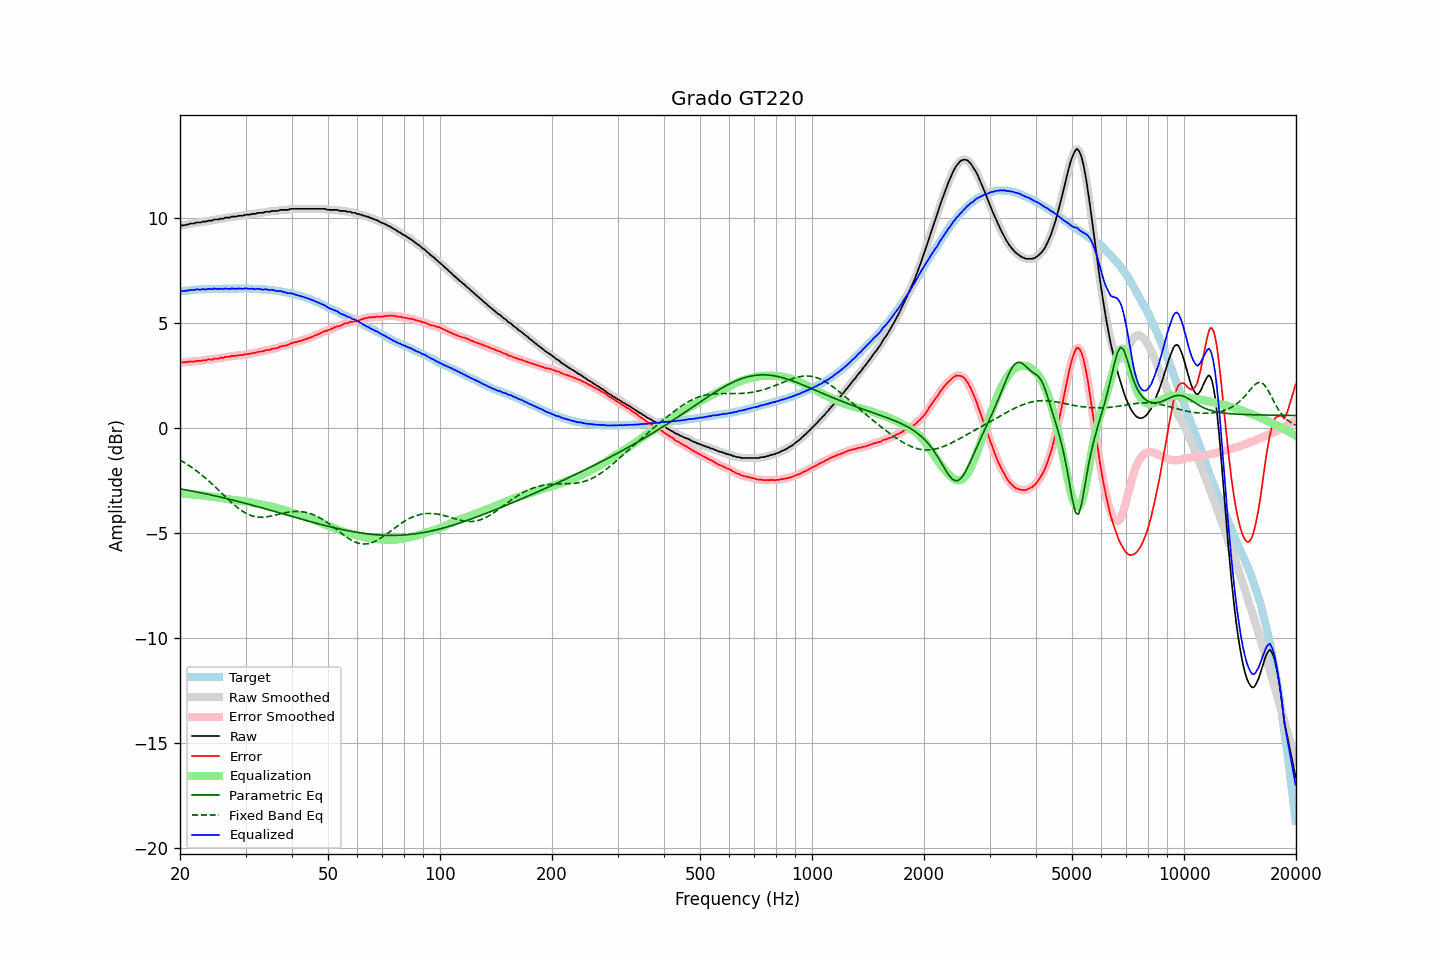 Grado GT220
Amplitude (dBr)
10
5
0
−5
−10
−15
−20
Target
Raw Smoothed
Error Smoothed
Raw
Error
Equalization
Parametric Eq
Fixed Band Eq
Equalized
20 50 100 200 500 1000 2000 5000 10000 20000
Frequency (Hz)